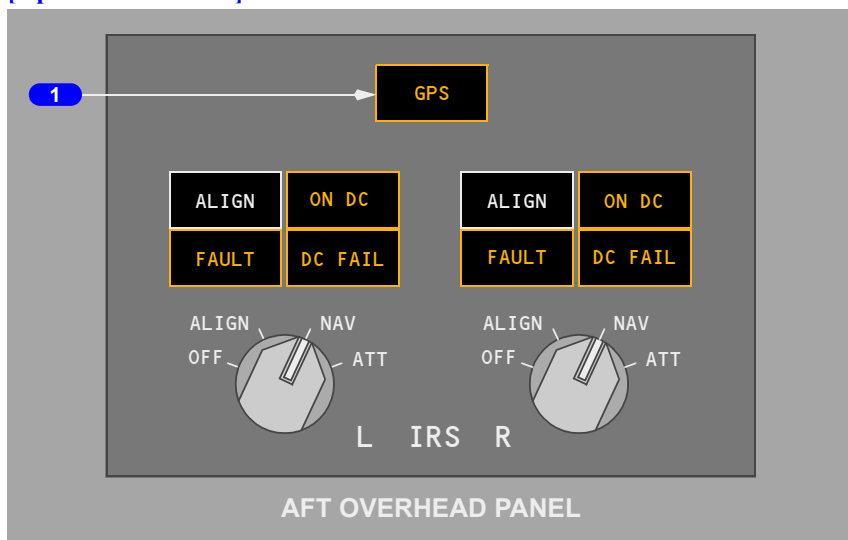 1
GPS
ALIGN ON DC ALIGN ON DC
FAULT DC FAIL FAULT DC FAIL
ALIGN NAV ALIGN NAV
OFF ATT OFF ATT
L IRS R
AFT OVERHEAD PANEL